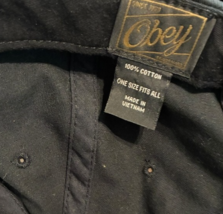 Obey
100% COTTON
ONE SIZE FITS ALL
MADE IN
VIETNAM